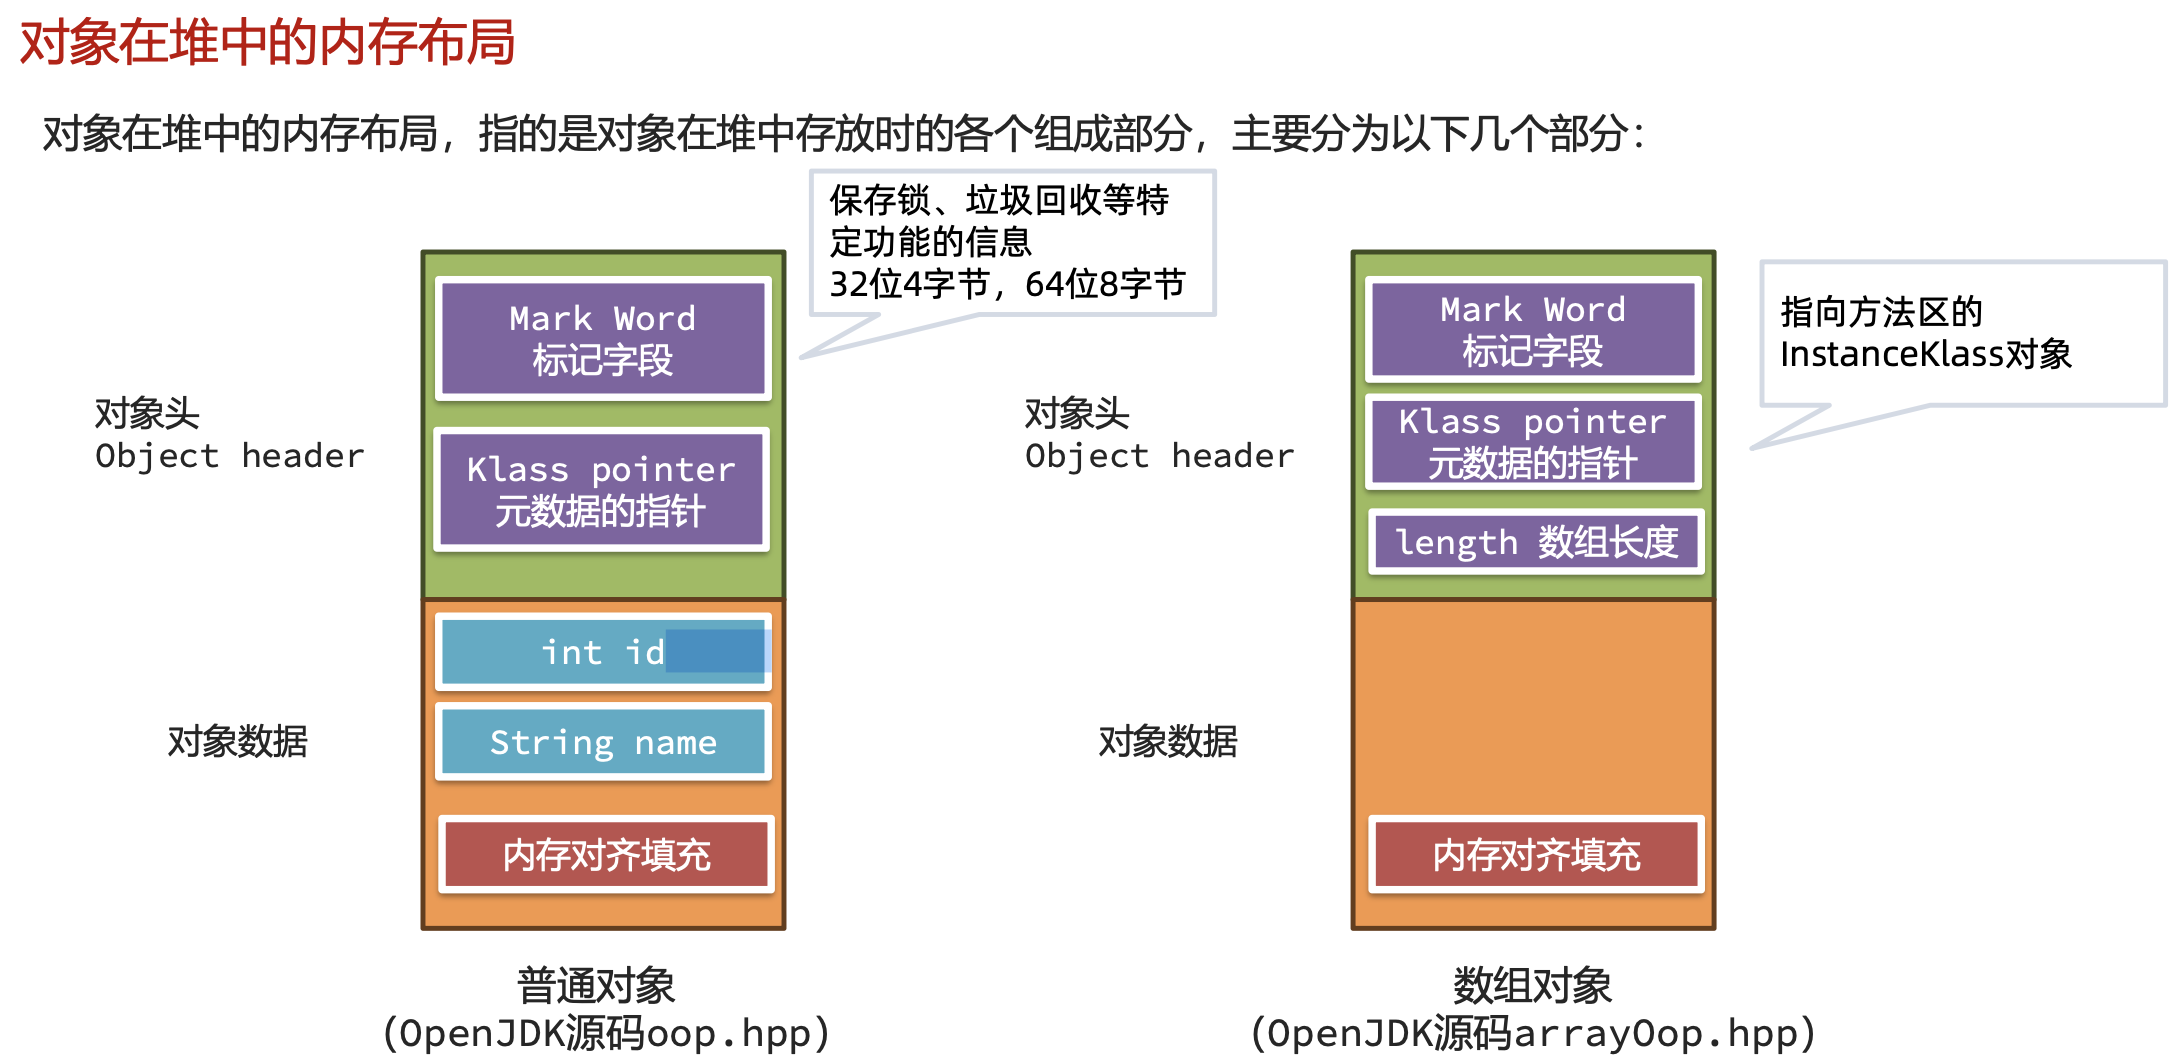 对象在堆中的内存布局
对象在堆中的内存布局，指的是对象在堆中存放时的各个组成部分，主要分为以下几个部分：
保存锁、垃圾回收等特
定功能的信息
32位4字节，64位8字节
对象头
Object header
Mark Word
标记字段
Klass pointer
元数据的指针
对象数据
int id
String name
内存对齐填充
普通对象
（OpenJDK源码oop.hpp）
指向方法区的
InstanceKlass对象
对象头
Object header
Mark Word
标记字段
Klass pointer
元数据的指针
length 数组长度
对象数据
内存对齐填充
数组对象
（OpenJDK源码arrayOop.hpp）